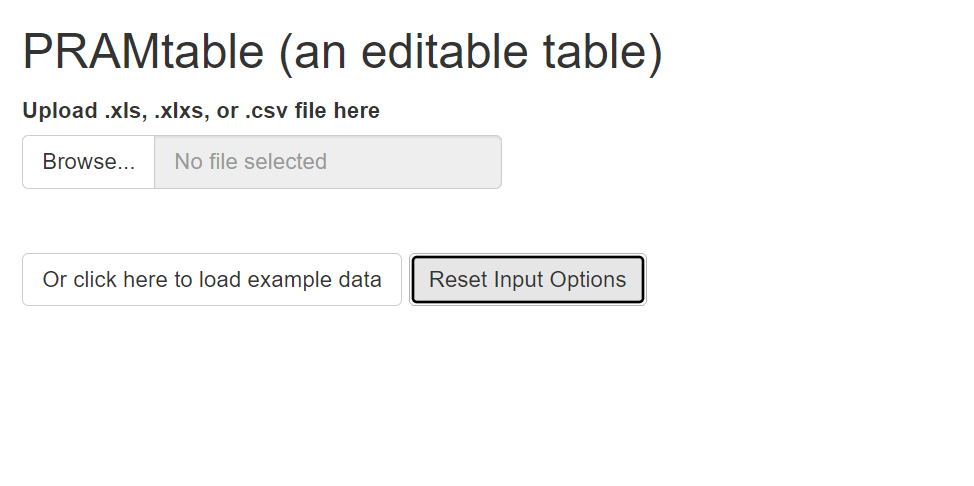 PRAMtable (an editable table)
Upload .xls, .xlxs, or .csv file here
Browse... No file selected
Or click here to load example data Reset Input Options